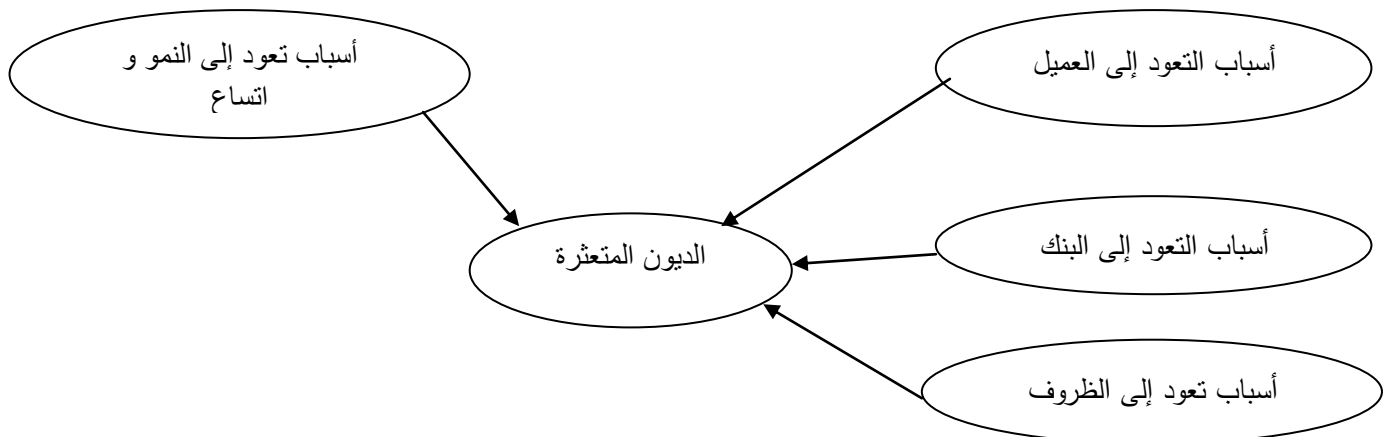 أسباب التعود إلى العميل
أسباب تعود إلى النمو و
اتساع
أسباب التعود إلى البنك
الديون المتعثرة
أسباب تعود إلى الظروف